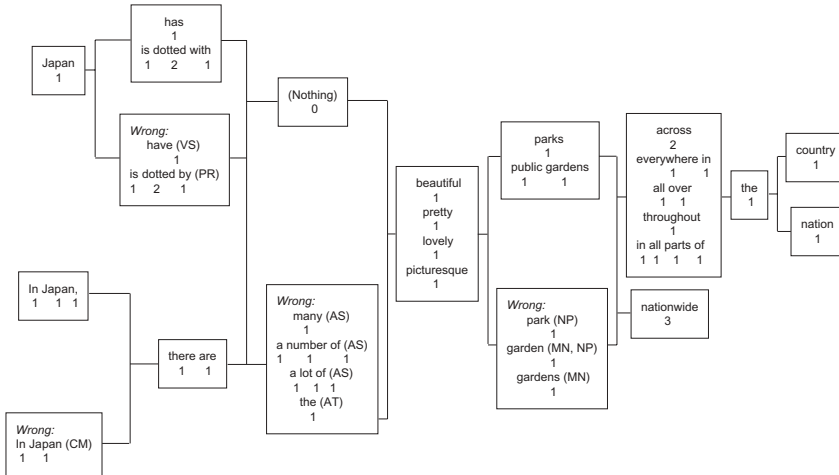 Japan
1
has
1
is dotted with
1 2 1
Wrong:
have (VS)
1
is dotted by (PR)
1 2 1
In Japan,
1 1 1
Wrong:
In Japan (CM)
1 1
there are
1 1
(Nothing)
0
Wrong:
many (AS)
1
a number of (AS)
1 1 1
a lot of (AS)
1 1 1
the (AT)
1
beautiful
1
pretty
1
lovely
1
picturesque
1
parks
1
public gardens
1 1
Wrong:
park (NP)
1
garden (MN, NP)
1
gardens (MN)
1
across
2
everywhere in
1 1
all over
1 1
throughout
1
in all parts of
1 1 1 1
nationwide
3
the
1
country
1
nation
1